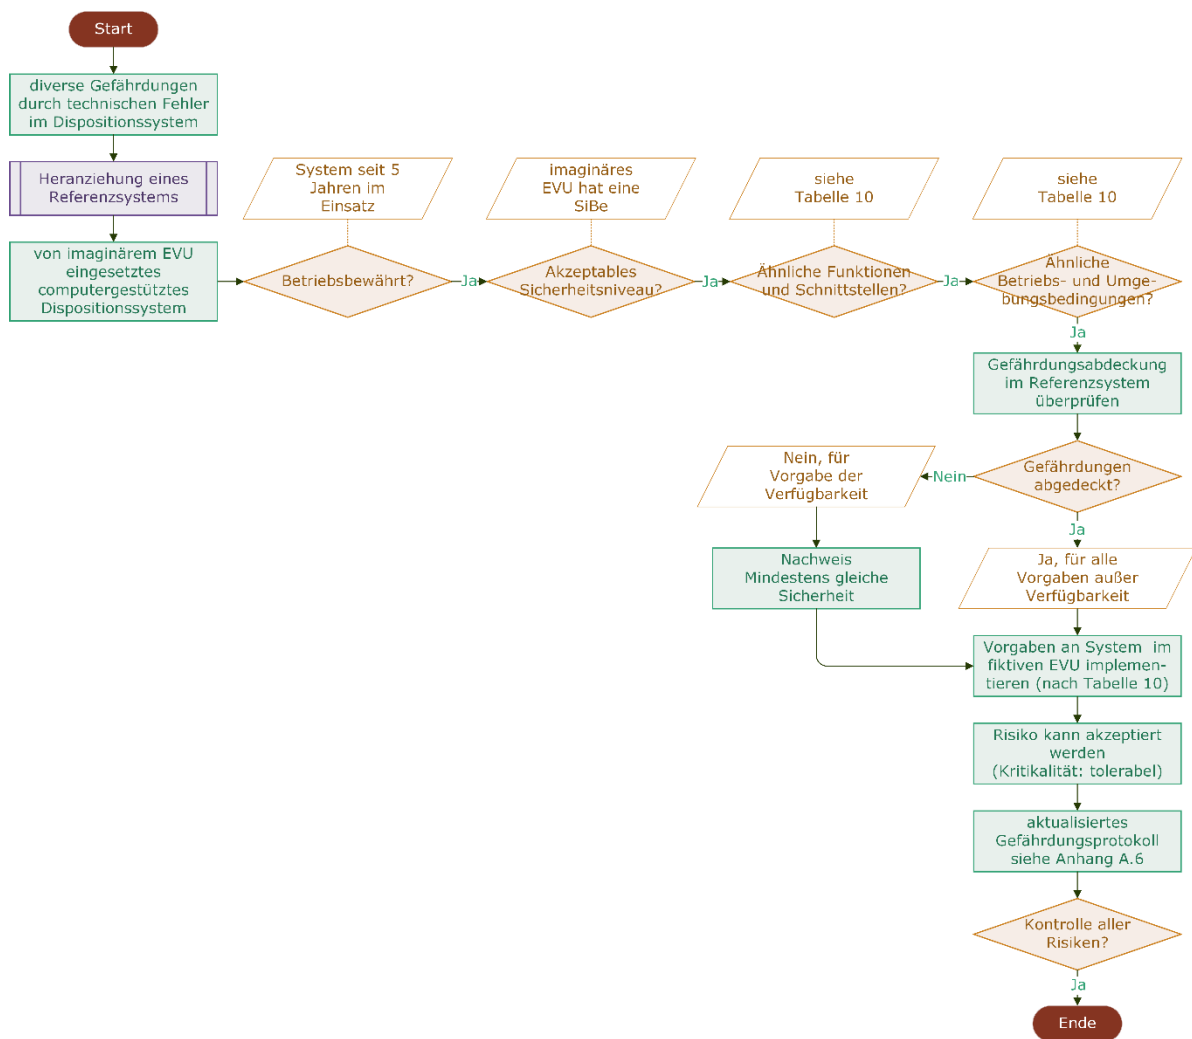 Start
diverse Gefährdungen
durch technischen Fehler
im Dispositionssystem
Heranziehung eines
Referenzsystems
von imaginärem EVU
eingesetztes
computergestütztes
Dispositionssystem
System seit 5
Jahren im
Einsatz
Betriebsbewährt?
Ja
imaginäres
EVU hat eine
SiBe
Akzeptables
Sicherheitsniveau?
Ja
siehe
Tabelle 10
Ähnliche Funktionen
und Schnittstellen?
Ja
siehe
Tabelle 10
Ähnliche
Betriebs- und Umge-
bungsbedingungen?
Ja
Gefährdungsabdeckung
im Referenzsystem
überprüfen
Gefährdungen
abgedeckt?
Nein
Nein, für
Vorgabe der
Verfügbarkeit
Nachweis
Mindestens gleiche
Sicherheit
Ja
Ja, für alle
Vorgaben außer
Verfügbarkeit
Vorgaben an System im
fiktiven EVU implemen-
tieren (nach Tabelle 10)
Risiko kann akzeptiert
werden
(Kritikalität: tolerabel)
aktualisiertes
Gefährdungsprotokoll
siehe Anhang A.6
Kontrolle aller
Risiken?
Ja
Ende